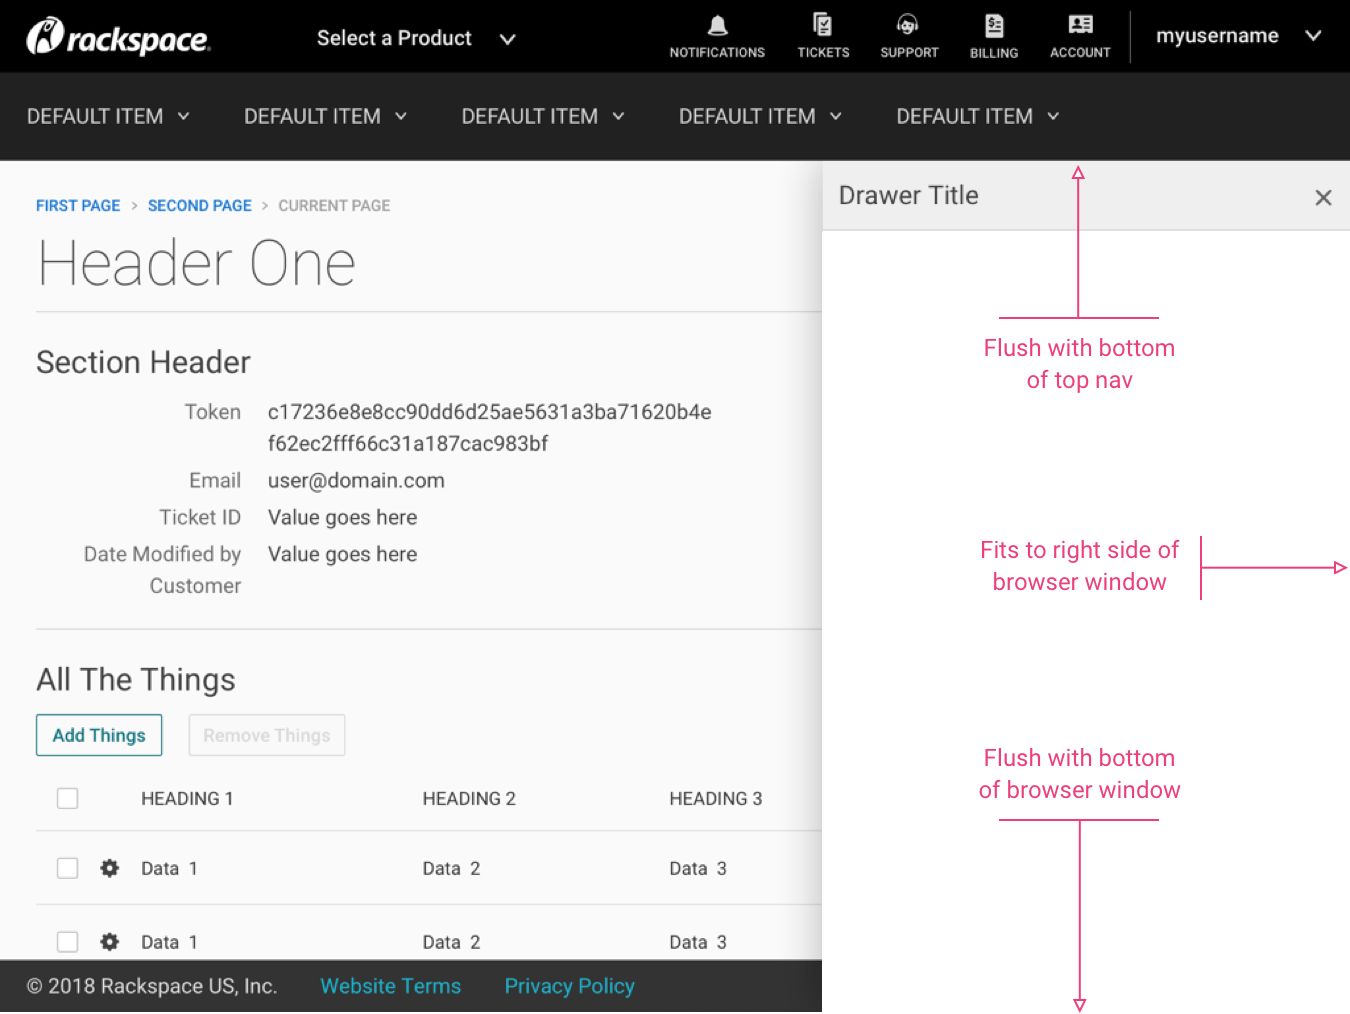 rackspace
Select a Product
NOTIFICATIONS
TICKETS
SUPPORT
BILLING
ACCOUNT
myusername
DEFAULT ITEM
DEFAULT ITEM
DEFAULT ITEM
DEFAULT ITEM
DEFAULT ITEM
FIRST PAGE > SECOND PAGE > CURRENT PAGE
Header One
Section Header
Token c17236e8e8cc90dd6d25ae5631a3ba71620b4e
f62ec2fff66c31a187cac983bf
Email user@domain.com
Ticket ID Value goes here
Date Modified by Value goes here
Customer
All The Things
Add Things
Remove Things
HEADING 1 HEADING 2 HEADING 3
Data 1 Data 2 Data 3
Data 1 Data 2 Data 3
© 2018 Rackspace US, Inc. Website Terms Privacy Policy
Drawer Title
Flush with bottom
of top nav
Fits to right side of
browser window
Flush with bottom
of browser window